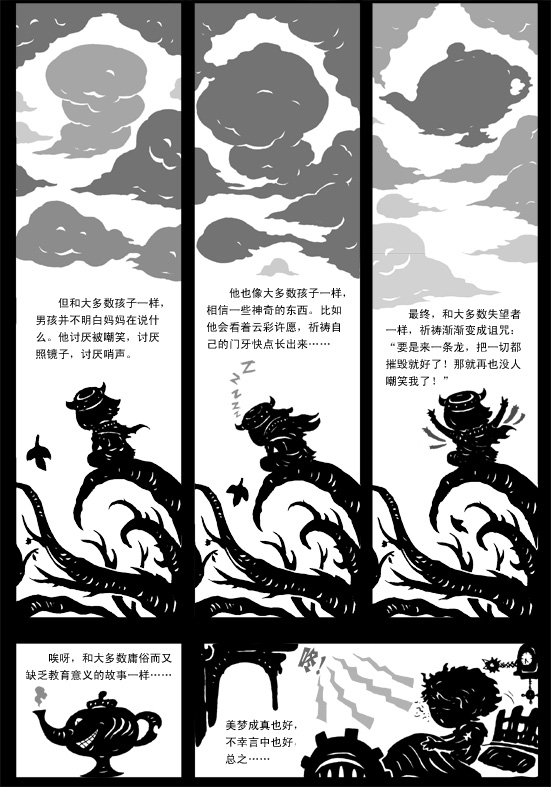 但和大多数孩子一样，
男孩并不明白妈妈在说什
么。他讨厌被嘲笑，讨厌
照镜子，讨厌哨声。
他也像大多数孩子一样，
相信一些神奇的东西。比如
他会看着云彩许愿，祈祷自
己的门牙快点长出来……
最终，和大多数失望者
一样，祈祷渐渐变成诅咒：
“要是来一条龙，把一切都
摧毁就好了！那就再也没人
嘲笑我了！”
ZZZZZZ
唉呀，和大多数庸俗而又
缺乏教育意义的故事一样……
咚！
美梦成真也好，
不幸言中也好，
总之……